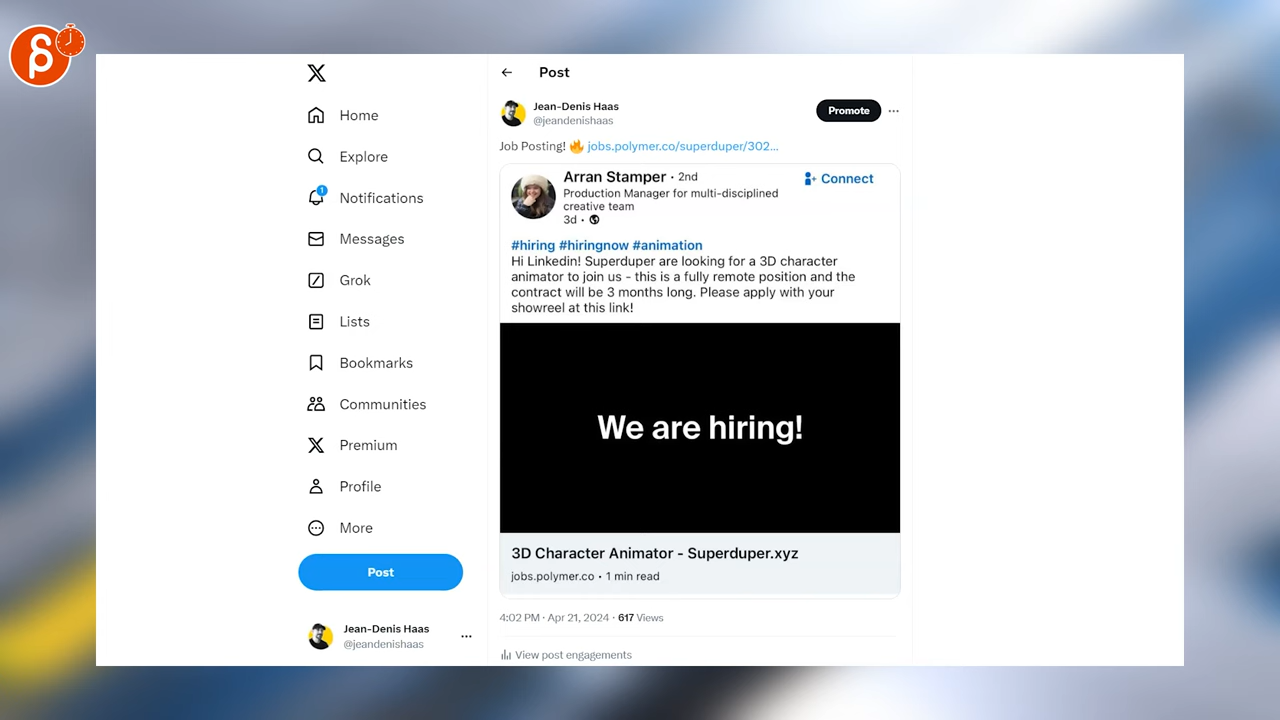 Post
Jean-Denis Haas
Promote
@jeandenishaas
Job Posting! 🔥 jobs.polymer.co/superduper/302...
Arran Stamper · 2nd
Connect
Production Manager for multi-disciplined
creative team
3d ·
#hiring #hiringnow #animation
Hi Linkedin! Superduper are looking for a 3D character
animator to join us - this is a fully remote position and the
contract will be 3 months long. Please apply with your
showreel at this link!
We are hiring!
3D Character Animator - Superduper.xyz
jobs.polymer.co • 1 min read
4:02 PM · Apr 21, 2024 · 617 Views
View post engagements
Home
Explore
1
Notifications
Messages
Grok
Lists
Bookmarks
Communities
Premium
Profile
More
Post
Jean-Denis Haas
@jeandenishaas